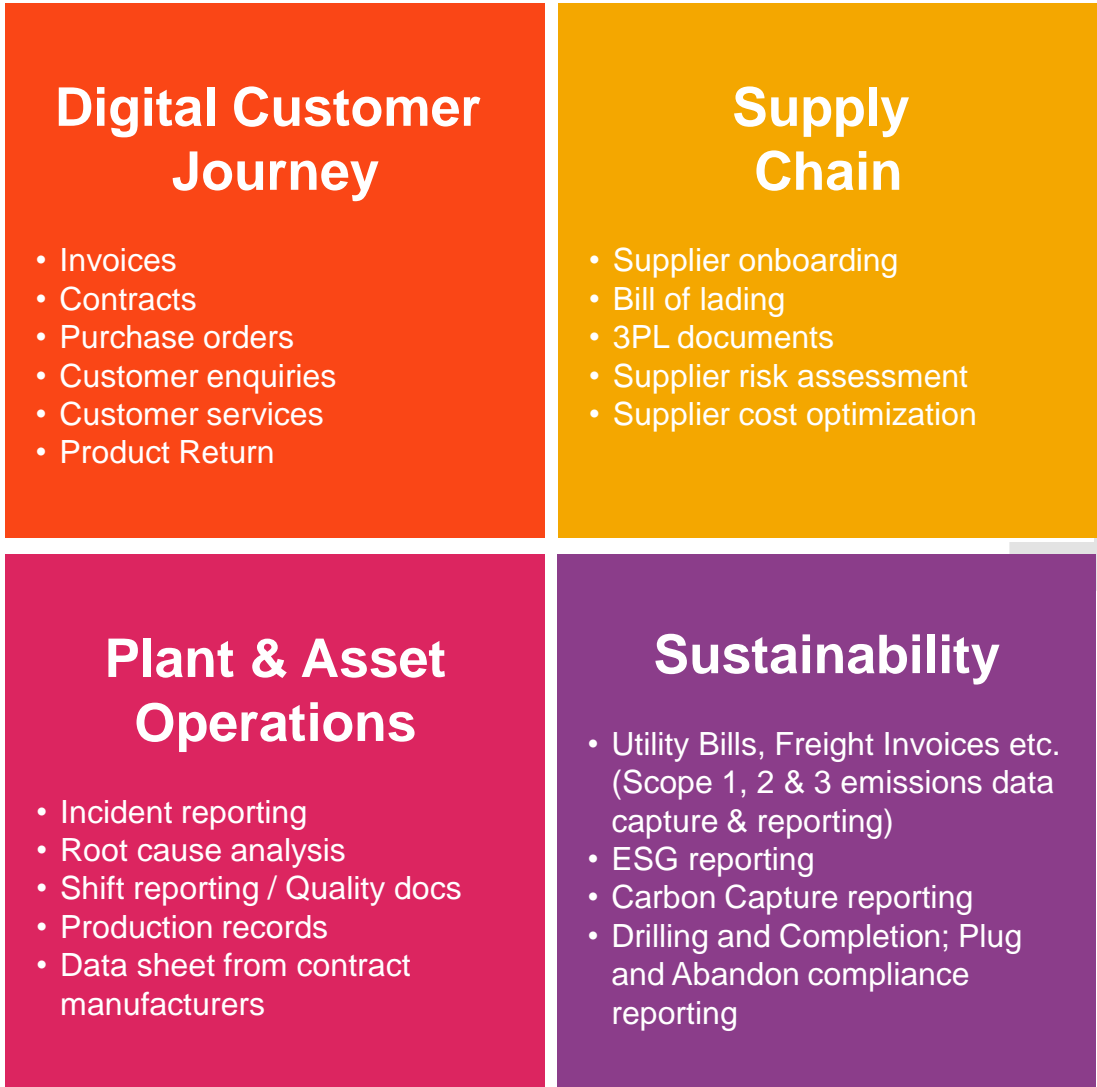 Digital Customer
Journey
• Invoices
• Contracts
• Purchase orders
• Customer enquiries
• Customer services
• Product Return
Supply
Chain
• Supplier onboarding
• Bill of lading
• 3PL documents
• Supplier risk assessment
• Supplier cost optimization
Plant & Asset
Operations
• Incident reporting
• Root cause analysis
• Shift reporting / Quality docs
• Production records
• Data sheet from contract
manufacturers
Sustainability
• Utility Bills, Freight Invoices etc.
(Scope 1, 2 & 3 emissions data
capture & reporting)
• ESG reporting
• Carbon Capture reporting
• Drilling and Completion; Plug
and Abandon compliance
reporting